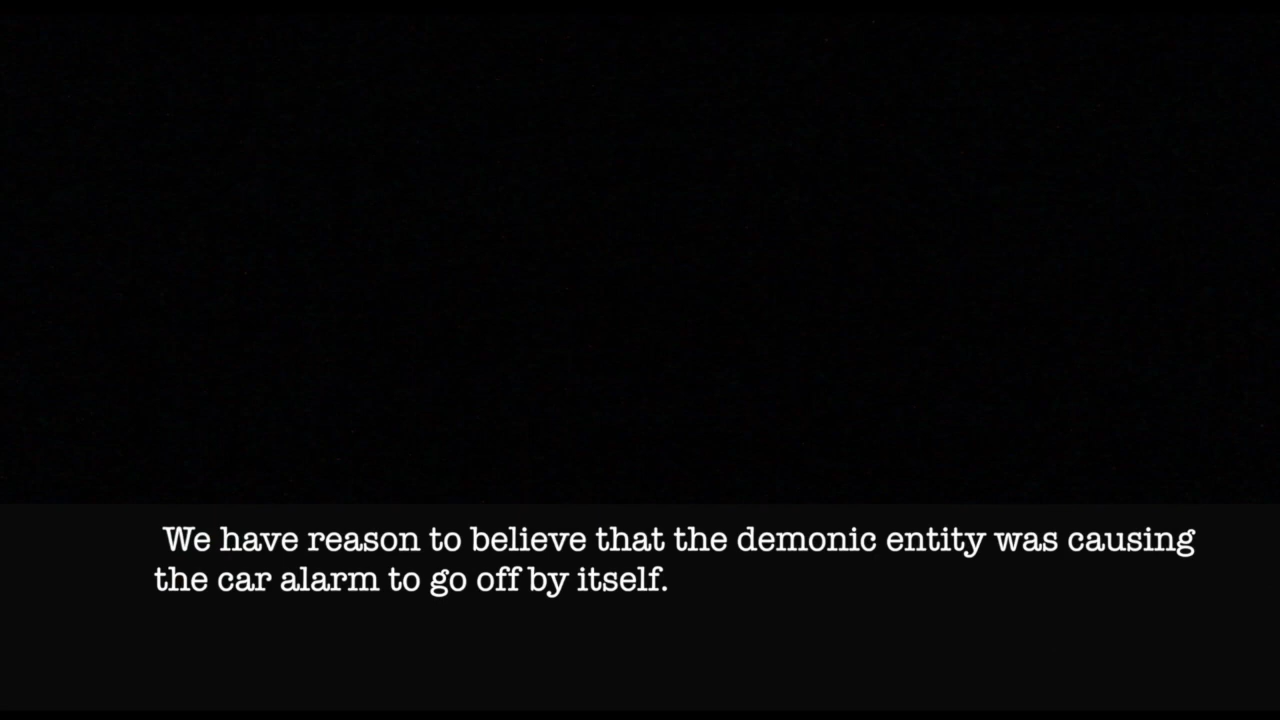 We have reason to believe that the demonic entity was causing
the car alarm to go off by itself.